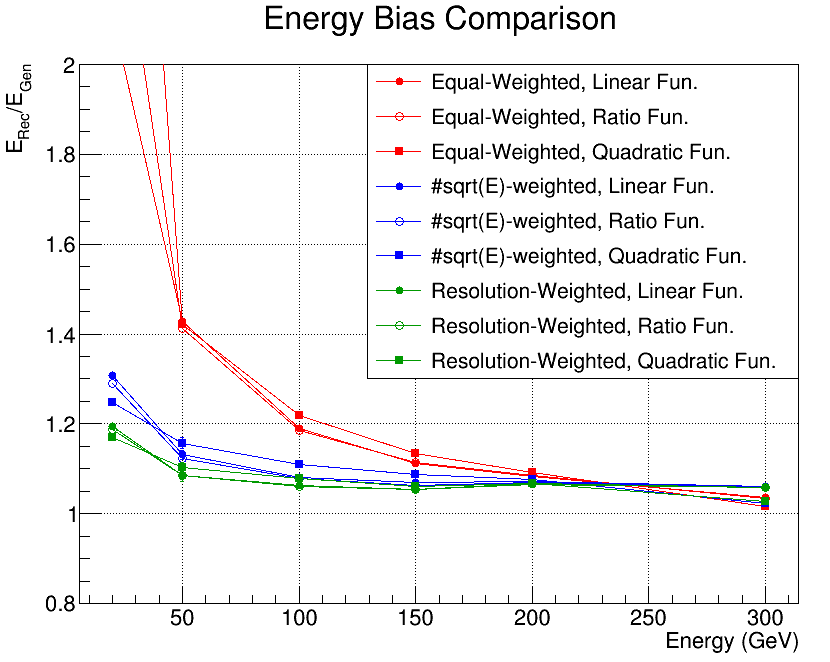 Energy Bias Comparison
E_Rec/E_Gen
2
1.8
1.6
1.4
1.2
1
0.8
Equal-Weighted, Linear Fun.
Equal-Weighted, Ratio Fun.
Equal-Weighted, Quadratic Fun.
#sqrt(E)-weighted, Linear Fun.
#sqrt(E)-weighted, Ratio Fun.
#sqrt(E)-weighted, Quadratic Fun.
Resolution-Weighted, Linear Fun.
Resolution-Weighted, Ratio Fun.
Resolution-Weighted, Quadratic Fun.
50 100 150 200 250 300
Energy (GeV)